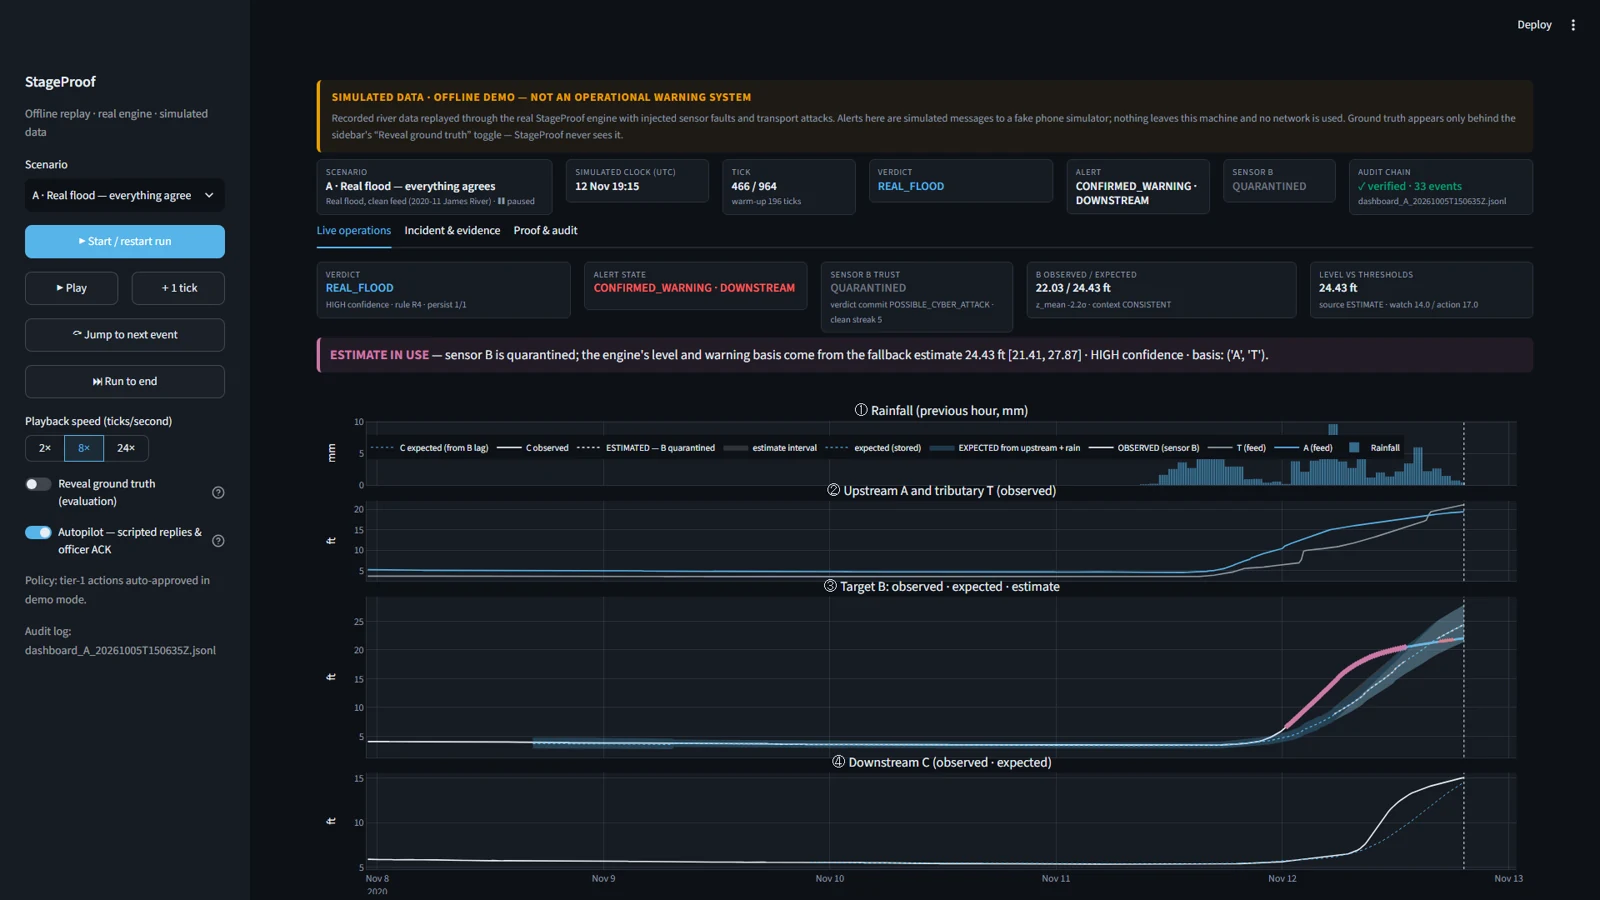 Deploy
StageProof
Offline replay · real engine · simulated
data
Scenario
A · Real flood — everything agree
Start / restart run
Play
+ 1 tick
Jump to next event
Run to end
Playback speed (ticks/second)
2×
8×
24×
Reveal ground truth
(evaluation)
Autopilot — scripted replies &
officer ACK
Policy: tier-1 actions auto-approved in
demo mode.
Audit log:
dashboard_A_20261005T150635Z.jsonl
SIMULATED DATA · OFFLINE DEMO — NOT AN OPERATIONAL WARNING SYSTEM
Recorded river data replayed through the real StageProof engine with injected sensor faults and transport attacks. Alerts here are simulated messages to a fake phone simulator; nothing leaves this machine and no network is used. Ground truth appears only behind the
sidebar's "Reveal ground truth" toggle — StageProof never sees it.
SCENARIO
A · Real flood — everything agrees
Real flood, clean feed (2020-11 James River) · paused
SIMULATED CLOCK (UTC)
12 Nov 19:15
TICK
466 / 964
warm-up 196 ticks
VERDICT
REAL_FLOOD
ALERT
CONFIRMED_WARNING ·
DOWNSTREAM
SENSOR B
QUARANTINED
AUDIT CHAIN
✓ verified · 33 events
dashboard_A_20261005T150635Z.jsonl
Live operations
Incident & evidence
Proof & audit
VERDICT
REAL_FLOOD
HIGH confidence · rule R4 · persist 1/1
ALERT STATE
CONFIRMED_WARNING · DOWNSTREAM
SENSOR B TRUST
QUARANTINED
verdict commit POSSIBLE_CYBER_ATTACK ·
clean streak 5
B OBSERVED / EXPECTED
22.03 / 24.43 ft
z_mean -2.2σ · context CONSISTENT
LEVEL VS THRESHOLDS
24.43 ft
source ESTIMATE · watch 14.0 / action 17.0
ESTIMATE IN USE — sensor B is quarantined; the engine's level and warning basis come from the fallback estimate 24.43 ft [21.41, 27.87] · HIGH confidence · basis: ('A', 'T').
① Rainfall (previous hour, mm)
mm
10
5
0
C expected (from B lag)
C observed
ESTIMATED — B quarantined
estimate interval
expected (stored)
EXPECTED from upstream + rain
OBSERVED (sensor B)
T (feed)
A (feed)
Rainfall
② Upstream A and tributary T (observed)
ft
20
15
10
5
③ Target B: observed · expected · estimate
ft
25
20
15
10
5
④ Downstream C (observed · expected)
ft
15
10
5
Nov 8
2020
Nov 9
Nov 10
Nov 11
Nov 12
Nov 13